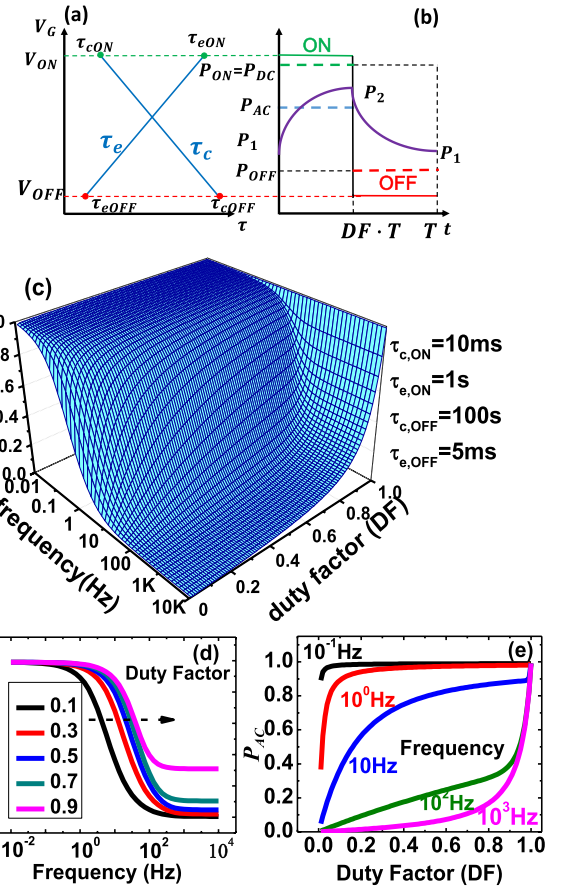 (a)
V_G
τ_cON
τ_eON
V_ON
τ_e
τ_c
V_OFF
τ_eOFF
τ_cOFF
τ
(b)
ON
P_ON=P_DC
P_AC
P_2
P_1
P_1
P_OFF
OFF
DF · T
T
t
(c)
0
.8
0.6
0.4
0.2
0.0
0.01
0.1
1
10
100
1K
10K
frequency(Hz)
0
0.2
0.4
0.6
0.8
1.0
duty factor (DF)
τ_c,ON=10ms
τ_e,ON=1s
τ_c,OFF=100s
τ_e,OFF=5ms
(d)
Duty Factor
0.1
0.3
0.5
0.7
0.9
10^-2
10^0
10^2
10^4
Frequency (Hz)
(e)
P_AC
1.0
0.8
0.6
0.4
0.2
0.0
10^-1Hz
10^0Hz
10Hz
Frequency
10^2Hz
10^3Hz
0.0
0.2
0.4
0.6
0.8
1.0
Duty Factor (DF)